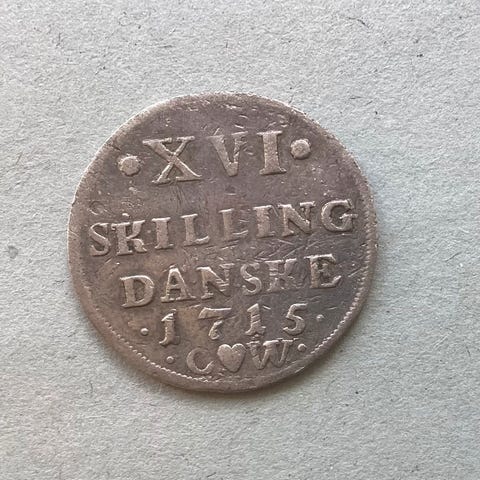 ·XVI·
SKILLING
DANSKE
·1715·
·C♥W·